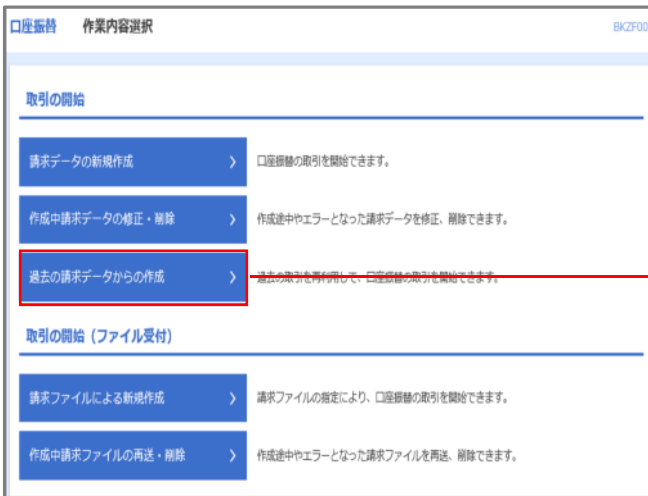 口座振替 作業内容選択 BKZF00
取引の開始
請求データの新規作成 口座振替の取引を開始できます。
作成中請求データの修正・削除 作成途中やエラーとなった請求データを修正、削除できます。
過去の請求データからの作成 過去の取引を再利用して、口座振替の取引を開始できます。
取引の開始（ファイル受付）
請求ファイルによる新規作成 請求ファイルの指定により、口座振替の取引を開始できます。
作成中請求ファイルの再送・削除 作成途中やエラーとなった請求ファイルを再送、削除できます。